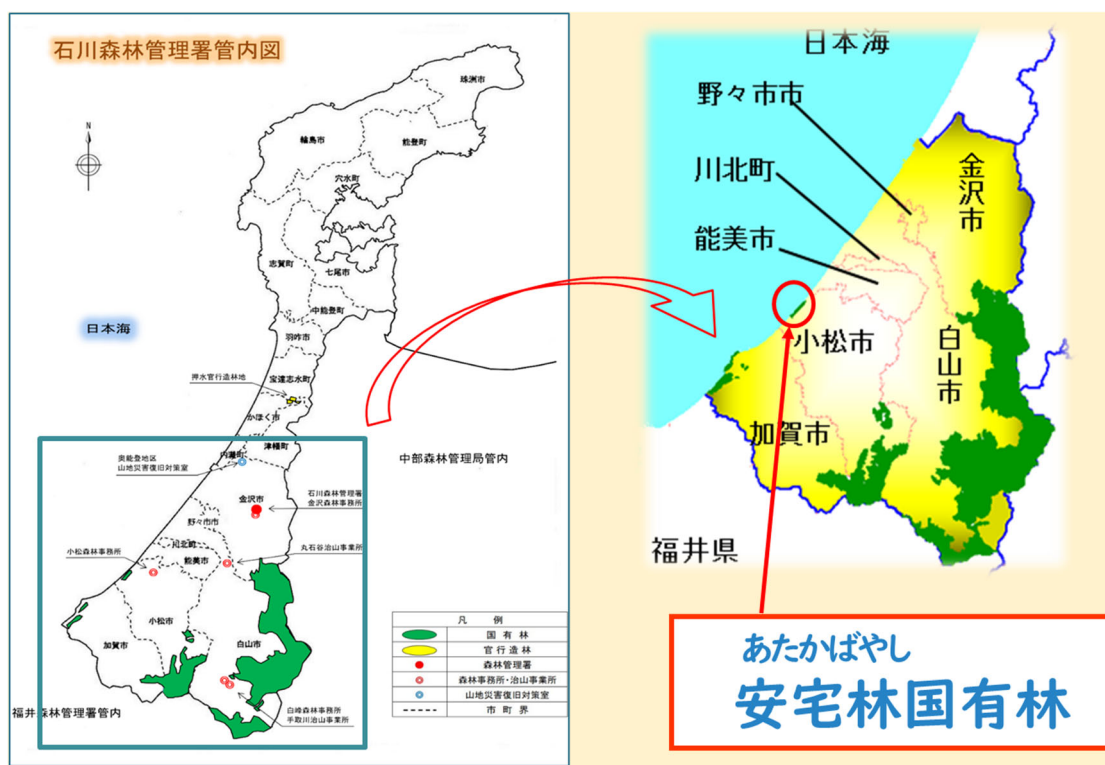 石川森林管理署管内図
N
珠洲市
輪島市
能登町
穴水町
志賀町
七尾市
中能登町
日本海
羽咋市
押水官行造林地
宝達志水町
かほく市
津幡町
内灘町
奥能登地区
山地災害復旧対策室
中部森林管理局管内
金沢市
石川森林管理署
金沢森林事務所
野々市市
川北町
能美市
小松森林事務所
丸石谷治山事業所
小松市
加賀市
白山市
白峰森林事務所
手取川治山事業所
福井森林管理署管内
凡 例
国 有 林
官 行 造 林
森林管理署
森林事務所・治山事業所
山地災害復旧対策室
市 町 界
日本海
野々市市
川北町
能美市
金沢市
小松市
白山市
加賀市
福井県
あたかばやし
安宅林国有林